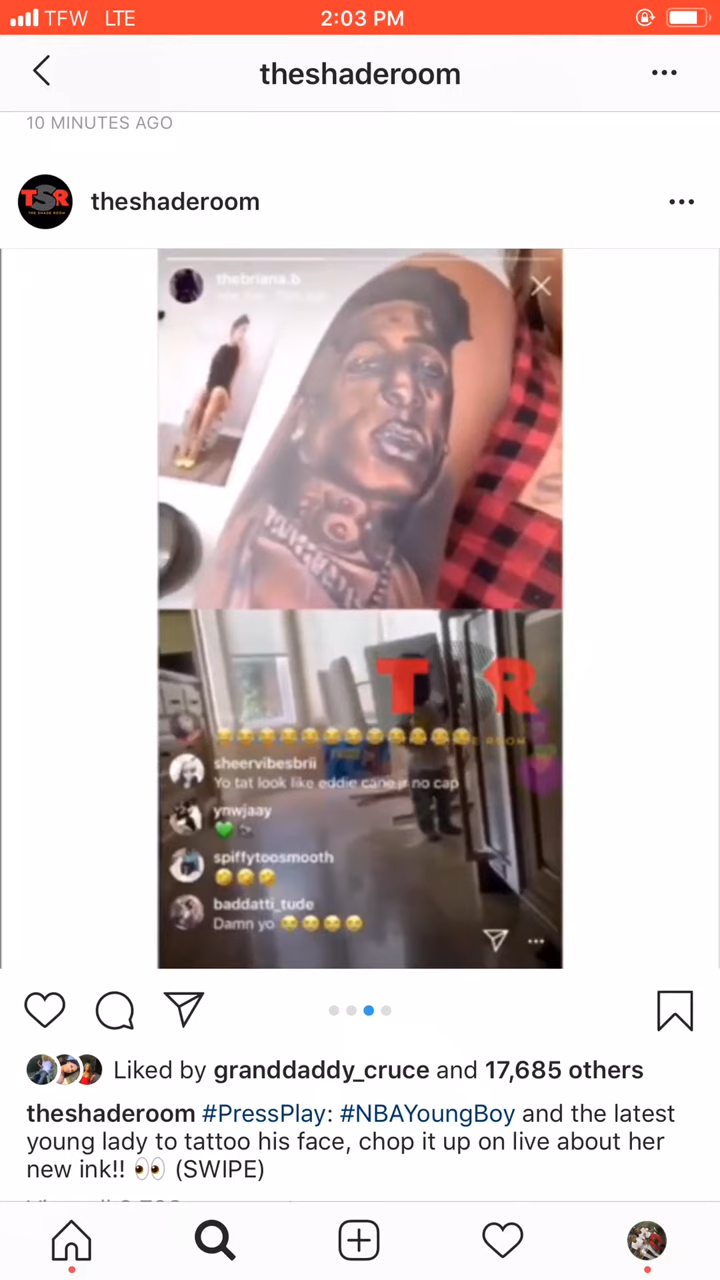 TFW LTE 2:03 PM
theshaderoom
10 MINUTES AGO
TSR
theshaderoom
thebriana.b
TSR
sheervibesbrii
Yo tat look like eddie cane jr no cap
ynwjaay
spiffytoosmooth
baddatti_tude
Damn yo 😂😂😂😂
Liked by granddaddy_cruce and 17,685 others
theshaderoom #PressPlay: #NBAYoungBoy and the latest
young lady to tattoo his face, chop it up on live about her
new ink!! 👀 (SWIPE)